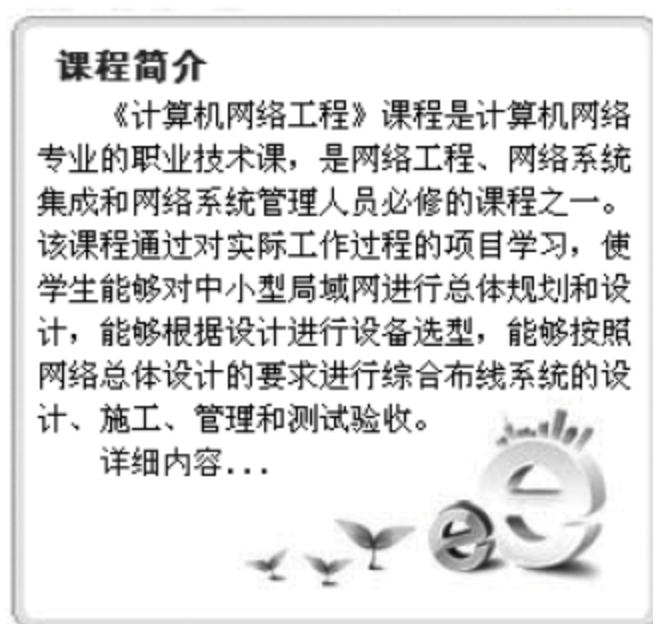 课程简介
《计算机网络工程》课程是计算机网络
专业的职业技术课，是网络工程、网络系统
集成和网络系统管理人员必修的课程之一。
该课程通过对实际工作过程的项目学习，使
学生能够对中小型局域网进行总体规划和设
计，能够根据设计进行设备选型，能够按照
网络总体设计的要求进行综合布线系统的设
计、施工、管理和测试验收。
详细内容...